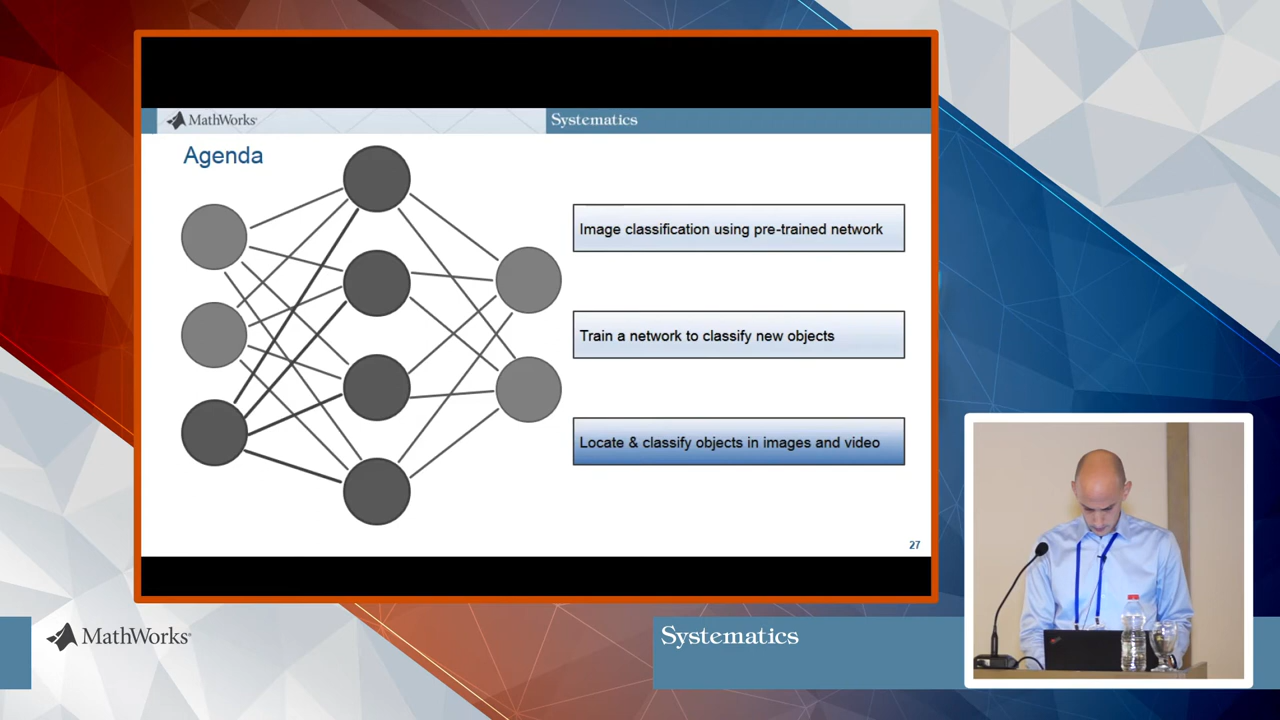 MathWorks®
Systematics
Agenda
Image classification using pre-trained network
Train a network to classify new objects
Locate & classify objects in images and video
27
MathWorks®
Systematics